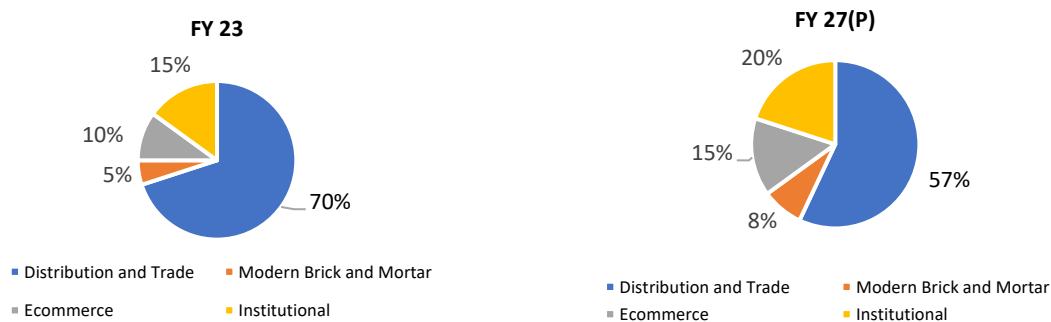 FY 23
15%
10%
5%
70%
Distribution and Trade Modern Brick and Mortar
Ecommerce Institutional
FY 27(P)
20%
15%
8%
57%
Distribution and Trade Modern Brick and Mortar
Ecommerce Institutional